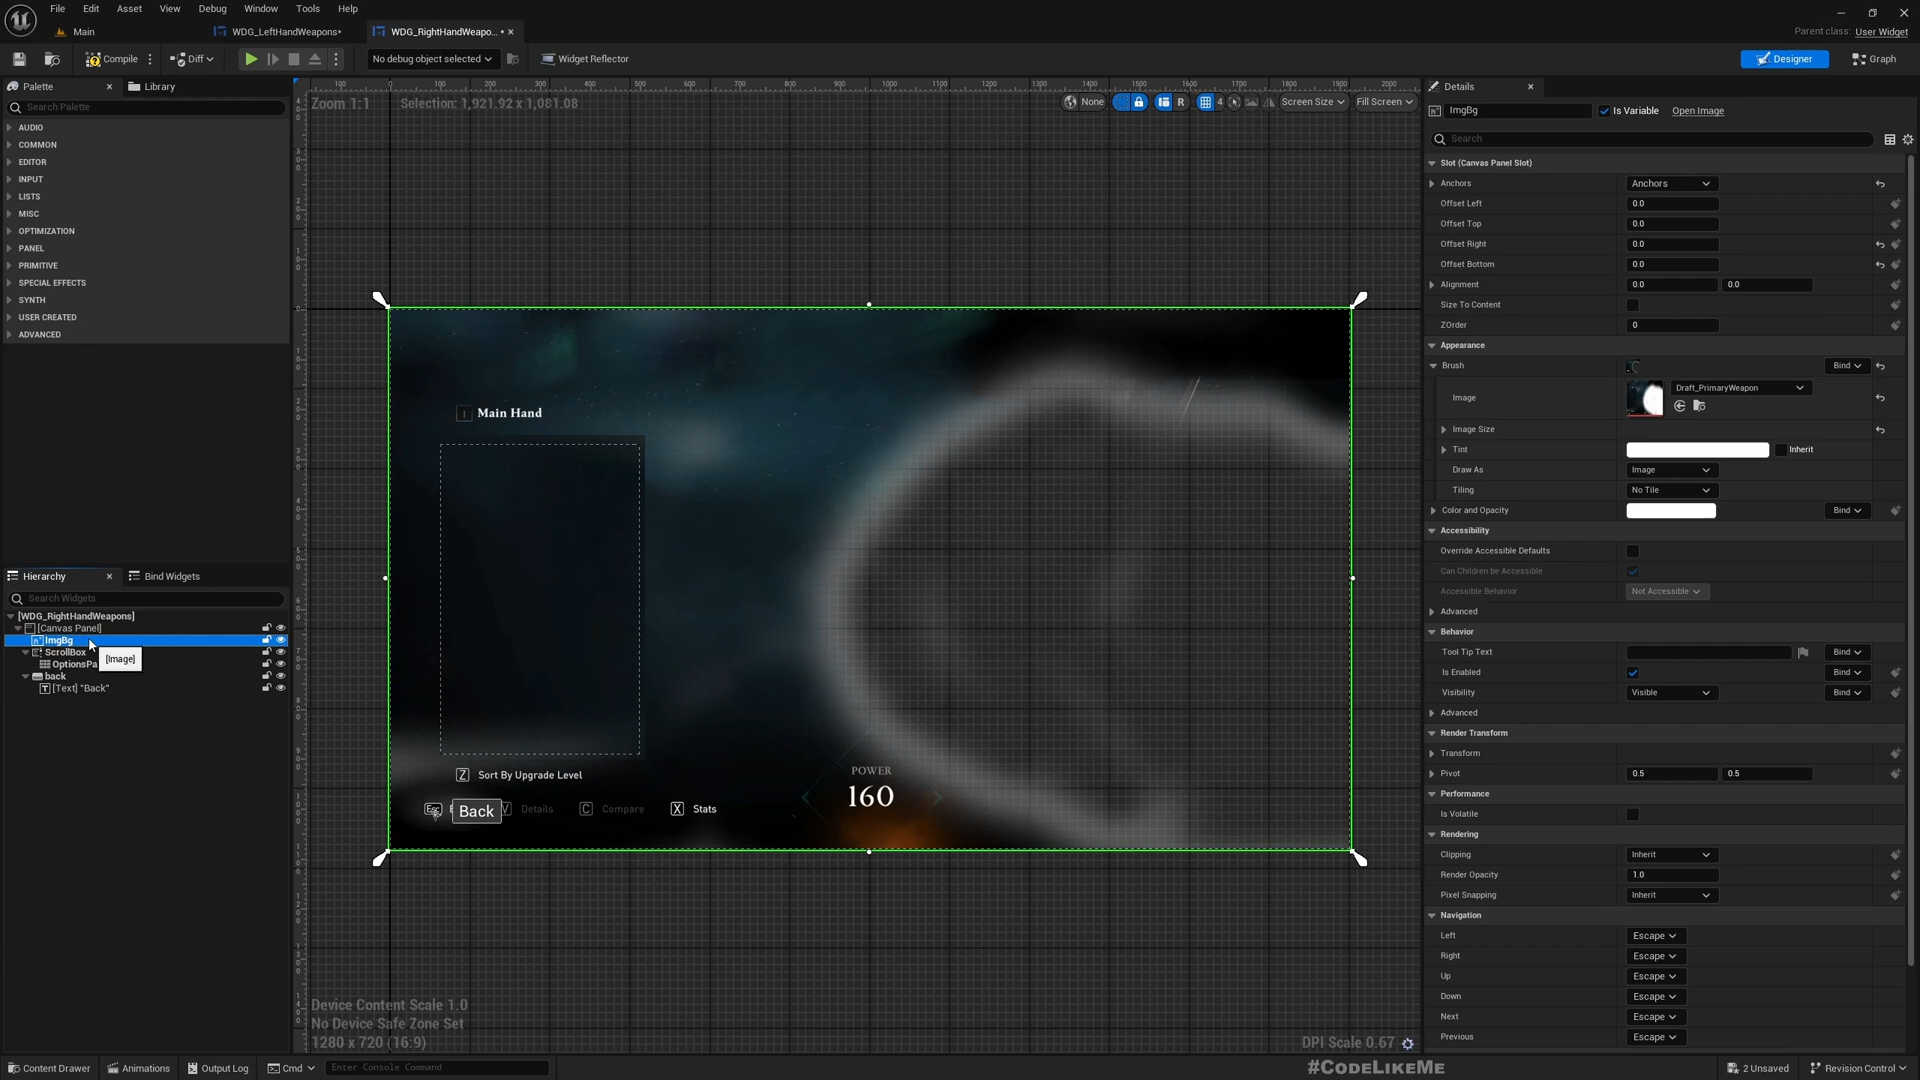 File Edit Asset View Debug Window Tools Help
Main WDG_LeftHandWeapons* WDG_RightHandWeapo... •
Parent class: User Widget
Compile Diff No debug object selected Widget Reflector Designer Graph
Palette Library
Search Palette
AUDIO
COMMON
EDITOR
INPUT
LISTS
MISC
OPTIMIZATION
PANEL
PRIMITIVE
SPECIAL EFFECTS
SYNTH
USER CREATED
ADVANCED
Hierarchy Bind Widgets
Search Widgets
[WDG_RightHandWeapons]
[Canvas Panel]
ImgBg
ScrollBox
[Image]
OptionsPa
back
[Text] "Back"
Zoom 1:1 Selection: 1,921.92 x 1,081.08
None R 4 Screen Size Fill Screen
Main Hand
Z Sort By Upgrade Level
Esc Back V Details C Compare X Stats
POWER
160
Device Content Scale 1.0
No Device Safe Zone Set
1280 x 720 (16:9)
DPI Scale 0.67
Details
ImgBg Is Variable Open Image
Search
Slot (Canvas Panel Slot)
Anchors Anchors
Offset Left 0.0
Offset Top 0.0
Offset Right 0.0
Offset Bottom 0.0
Alignment 0.0 0.0
Size To Content
ZOrder 0
Appearance
Brush Bind
Image Draft_PrimaryWeapon
Image Size
Tint Inherit
Draw As Image
Tiling No Tile
Color and Opacity Bind
Accessibility
Override Accessible Defaults
Can Children be Accessible
Accessible Behavior Not Accessible
Advanced
Behavior
Tool Tip Text Bind
Is Enabled Bind
Visibility Visible Bind
Advanced
Render Transform
Transform
Pivot 0.5 0.5
Performance
Is Volatile
Rendering
Clipping Inherit
Render Opacity 1.0
Pixel Snapping Inherit
Navigation
Left Escape
Right Escape
Up Escape
Down Escape
Next Escape
Previous Escape
Content Drawer Animations Output Log Cmd Enter Console Command
#CodeLikeMe
2 Unsaved Revision Control